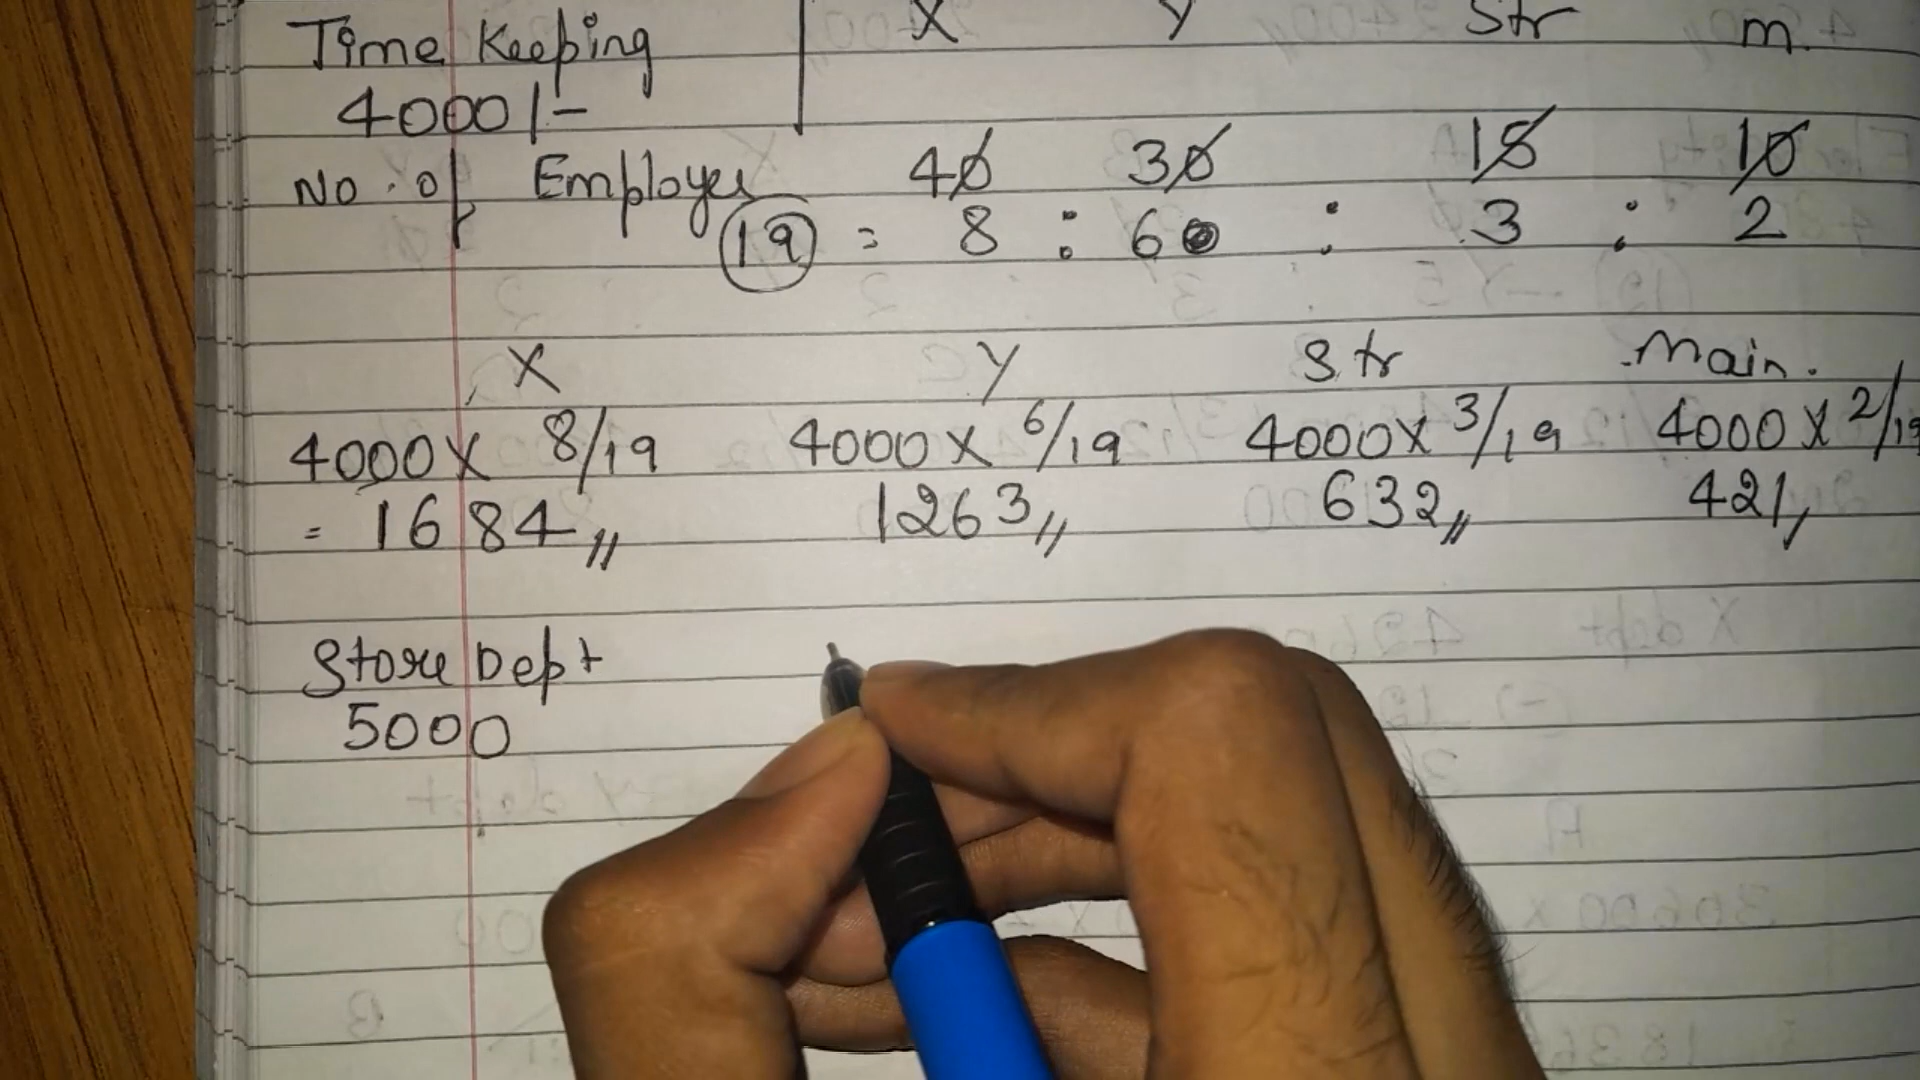 Time Keeping X Y Str m.
4000/-
No. of Employee 40 30 15 10
19 = 8 : 6 : 3 : 2
X Y Str Main.
4000 X 8/19 4000 X 6/19 4000 X 3/19 4000 X 2/19
= 1684,, 1263,, 632,, 421,
Store Dept
5000